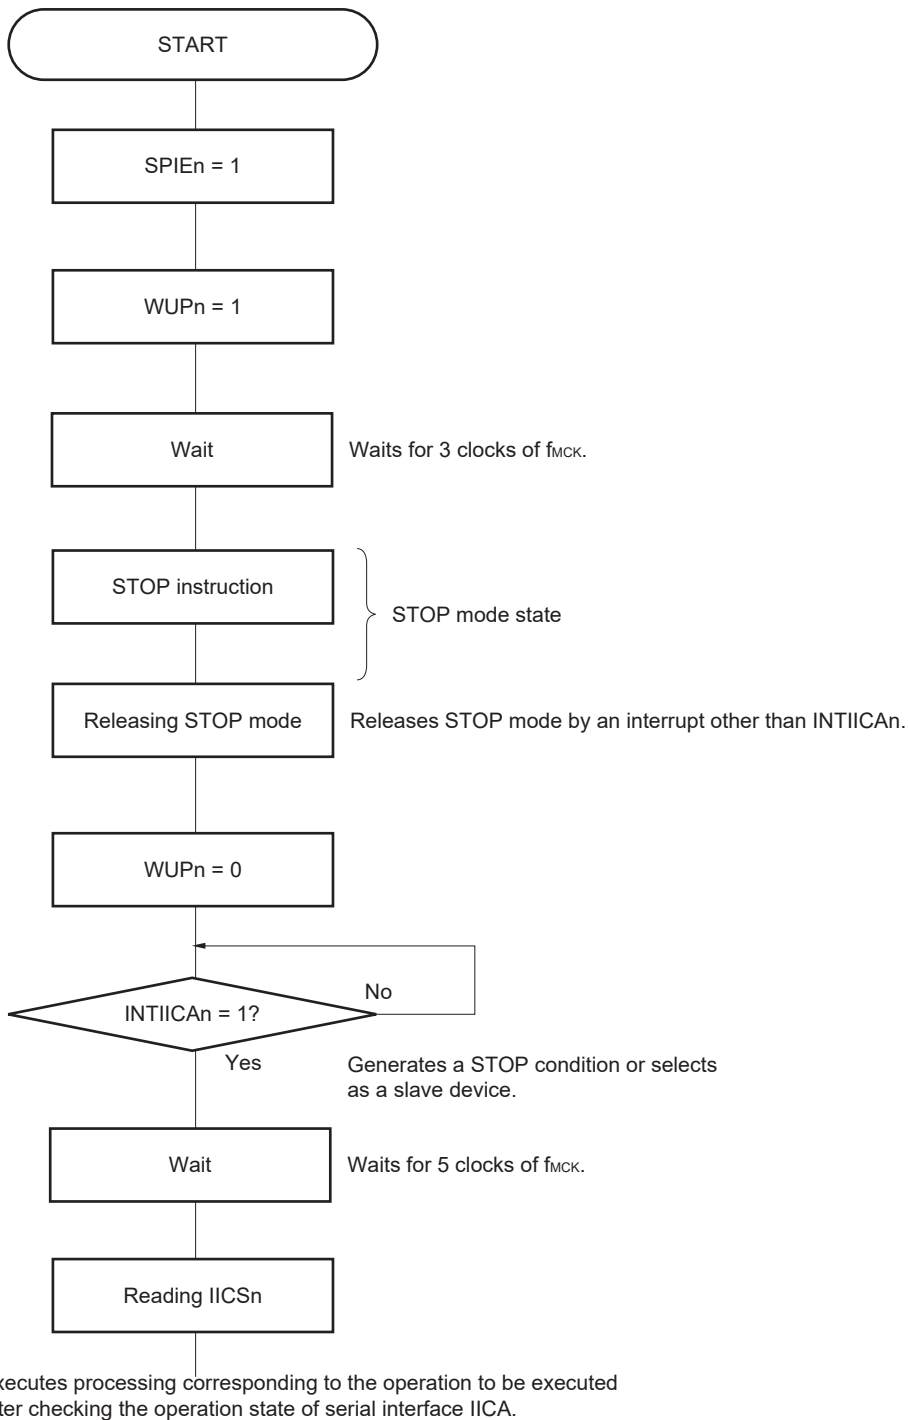 START
SPIEn = 1
WUPn = 1
Wait
Waits for 3 clocks of fMCK.
STOP instruction
STOP mode state
Releasing STOP mode
Releases STOP mode by an interrupt other than INTIICAn.
WUPn = 0
INTIICAn = 1?
No
Yes
Generates a STOP condition or selects
as a slave device.
Wait
Waits for 5 clocks of fMCK.
Reading IICSn
xecutes processing corresponding to the operation to be executed
ter checking the operation state of serial interface IICA.